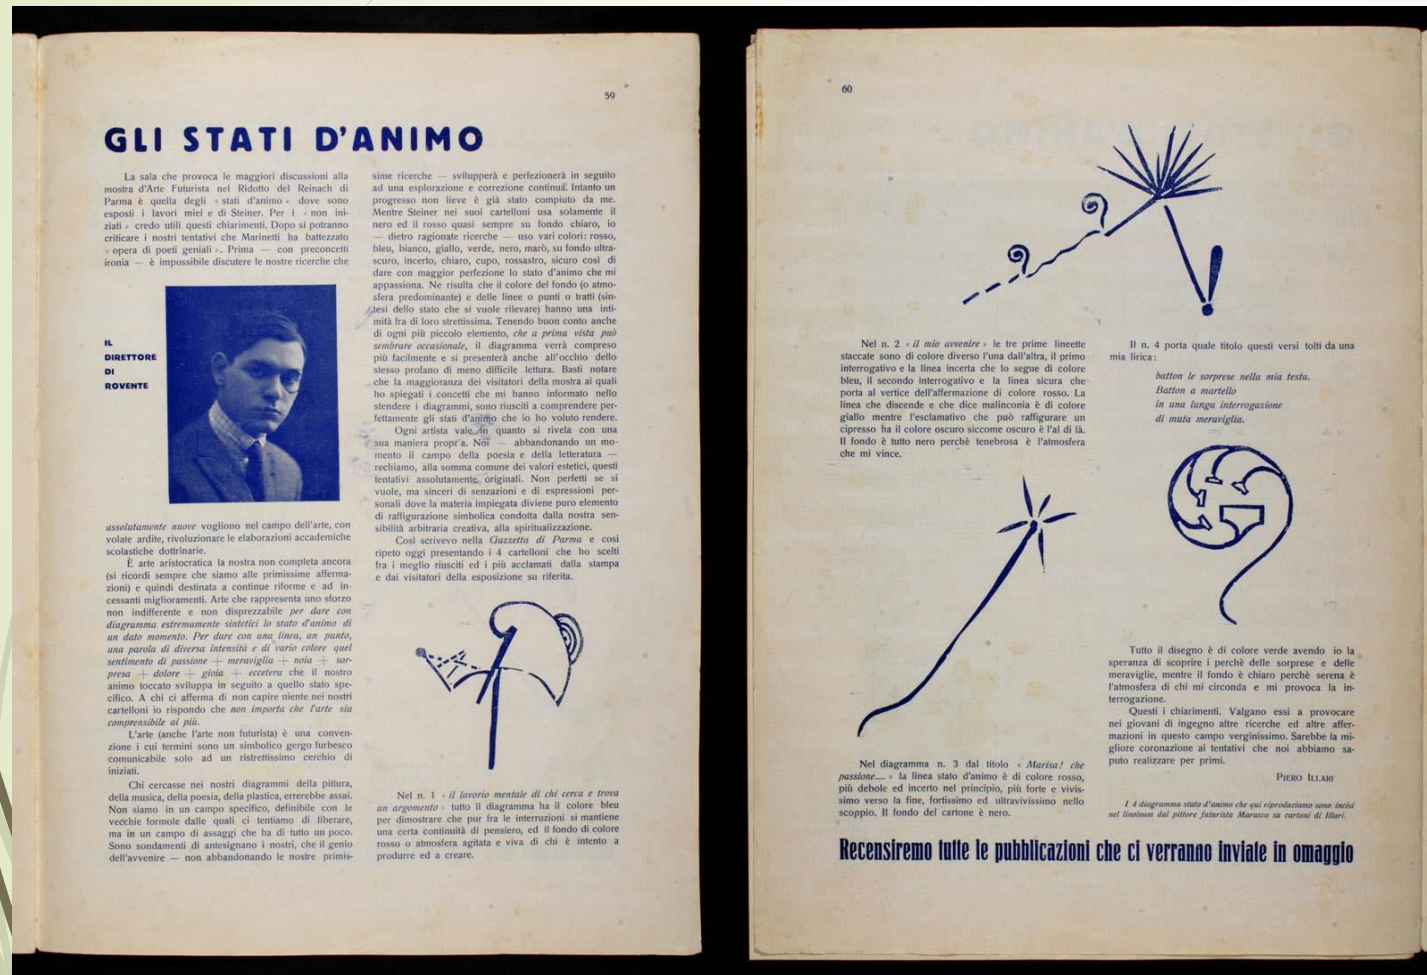 59
GLI STATI D'ANIMO
La sala che provoca le maggiori discussioni alla
mostra d'Arte Futurista nel Ridotto del Reinach di
Parma è quella degli « stati d'animo » dove sono
esposti i lavori miei e di Steiner. Per i « non ini-
ziati » credo utili questi chiarimenti. Dopo si potranno
criticare i nostri tentativi che Marinetti ha battezzato
« opera di poeti geniali ». Prima — con preconcetti
ironia — è impossibile discutere le nostre ricerche che
IL
DIRETTORE
DI
ROVENTE
assolutamente nuove vogliono nel campo dell'arte, con
volate ardite, rivoluzionare le elaborazioni accademiche
scolastiche dottrinarie.
È arte aristocratica la nostra non completa ancora
(si ricordi sempre che siamo alle primissime afferma-
zioni) e quindi destinata a continue riforme e ad in-
cessanti miglioramenti. Arte che rappresenta uno sforzo
non indifferente e non disprezzabile per dare con
diagramma estremamente sintetici lo stato d'animo di
un dato momento. Per dare con una linea, un punto,
una parola di diversa intensità e di vario colore quel
sentimento di passione + meraviglia + noia + sor-
presa + dolore + gioia + eccetera che il nostro
animo toccato sviluppa in seguito a quello stato spe-
cifico. A chi ci afferma di non capire niente nei nostri
cartelloni io rispondo che non importa che l'arte sia
comprensibile ai più.
L'arte (anche l'arte non futurista) è una conven-
zione i cui termini sono un simbolico gergo furbesco
comunicabile solo ad un ristrettissimo cerchio di
iniziati.
Chi cercasse nei nostri diagrammi della pittura,
della musica, della poesia, della plastica, errerebbe assai.
Non siamo in un campo specifico, definibile con le
vecchie formole dalle quali ci tentiamo di liberare,
ma in un campo di assaggi che ha di tutto un poco.
Sono sondamenti di antesignani i nostri, che il genio
dell'avvenire — non abbandonando le nostre primis-
sime ricerche — svilupperà e perfezionerà in seguito
ad una esplorazione e correzione continua. Intanto un
progresso non lieve è già stato compiuto da me.
Mentre Steiner nei suoi cartelloni usa solamente il
nero ed il rosso quasi sempre su fondo chiaro, io
— dietro ragionate ricerche — uso vari colori: rosso,
bleu, bianco, giallo, verde, nero, marò, su fondo ultra-
scuro, incerto, chiaro, cupo, rossastro, sicuro così di
dare con maggior perfezione lo stato d'animo che mi
appassiona. Ne risulta che il colore del fondo (o atmo-
sfera predominante) e delle linee o punti o tratti (sin-
tesi dello stato che si vuole rilevare) hanno una inti-
mità fra di loro strettissima. Tenendo buon conto anche
di ogni più piccolo elemento, che a prima vista può
sembrare occasionale, il diagramma verrà compreso
più facilmente e si presenterà anche all'occhio dello
stesso profano di meno difficile lettura. Basti notare
che la maggioranza dei visitatori della mostra ai quali
ho spiegati i concetti che mi hanno informato nello
stendere i diagrammi, sono riusciti a comprendere per-
fettamente gli stati d'animo che io ho voluto rendere.
Ogni artista vale in quanto si rivela con una
sua maniera propr a. Noi — abbandonando un mo-
mento il campo della poesia e della letteratura —
rechiamo, alla somma comune dei valori estetici, questi
tentativi assolutamente originali. Non perfetti se si
vuole, ma sinceri di senzazioni e di espressioni per-
sonali dove la materia impiegata diviene puro elemento
di raffigurazione simbolica condotta dalla nostra sen-
sibilità arbitraria creativa, alla spiritualizzazione.
Così scrivevo nella Gazzetta di Parma e così
ripeto oggi presentando i 4 cartelloni che ho scelti
fra i meglio riusciti ed i più acclamati dalla stampa
e dai visitatori della esposizione su riferita.
Nel n. 1 « il lavorio mentale di chi cerca e trova
un argomento » tutto il diagramma ha il colore bleu
per dimostrare che pur fra le interruzioni si mantiene
una certa continuità di pensiero, ed il fondo di colore
rosso o atmosfera agitata e viva di chi è intento a
produrre ed a creare.
60
Nel n. 2 « il mio avvenire » le tre prime lineette
staccate sono di colore diverso l'una dall'altra, il primo
interrogativo e la linea incerta che lo segue di colore
bleu, il secondo interrogativo e la linea sicura che
porta al vertice dell'affermazione di colore rosso. La
linea che discende e che dice malinconia è di colore
giallo mentre l'esclamativo che può raffigurare un
cipresso ha il colore oscuro siccome oscuro è l'al di là.
Il fondo è tutto nero perchè tenebrosa è l'atmosfera
che mi vince.
Nel diagramma n. 3 dal titolo « Marisa! che
passione.... » la linea stato d'animo è di colore rosso,
più debole ed incerto nel principio, più forte e vivis-
simo verso la fine, fortissimo ed ultravivissimo nello
scoppio. Il fondo del cartone è nero.
Il n. 4 porta quale titolo questi versi tolti da una
mia lirica:
batton le sorprese nella mia testa.
Batton a martello
in una lunga interrogazione
di muta meraviglia.
Tutto il disegno è di colore verde avendo io la
speranza di scoprire i perchè delle sorprese e delle
meraviglie, mentre il fondo è chiaro perchè serena è
l'atmosfera di chi mi circonda e mi provoca la in-
terrogazione.
Questi i chiarimenti. Valgano essi a provocare
nei giovani di ingegno altre ricerche ed altre affer-
mazioni in questo campo verginissimo. Sarebbe la mi-
gliore coronazione ai tentativi che noi abbiamo sa-
puto realizzare per primi.
PIERO ILLARI
I 4 diagramma stato d'animo che qui riproduciamo sono incisi
nel linoleum dal pittore futurista Marasco su cartoni di Illari.
Recensiremo tutte le pubblicazioni che ci verranno inviate in omaggio